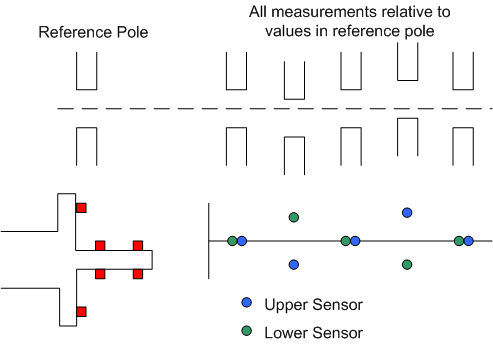 All measurements relative to
values in reference pole
Reference Pole
Upper Sensor
Lower Sensor